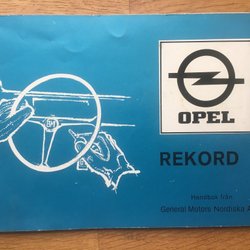 OPEL
REKORD
Handbok från
General Motors Nordiska A